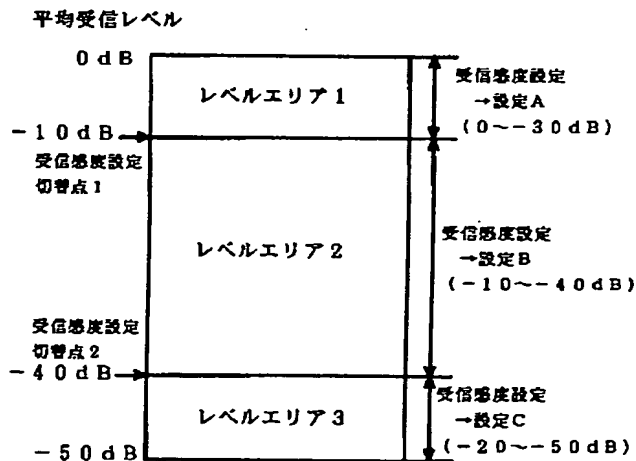 平均受信レベル
0dB
レベルエリア1
受信感度設定
→設定A
(0~-30dB)
-10dB
受信感度設定
切替点1
レベルエリア2
受信感度設定
→設定B
(-10~-40dB)
受信感度設定
切替点2
-40dB
レベルエリア3
受信感度設定
→設定C
(-20~-50dB)
-50dB